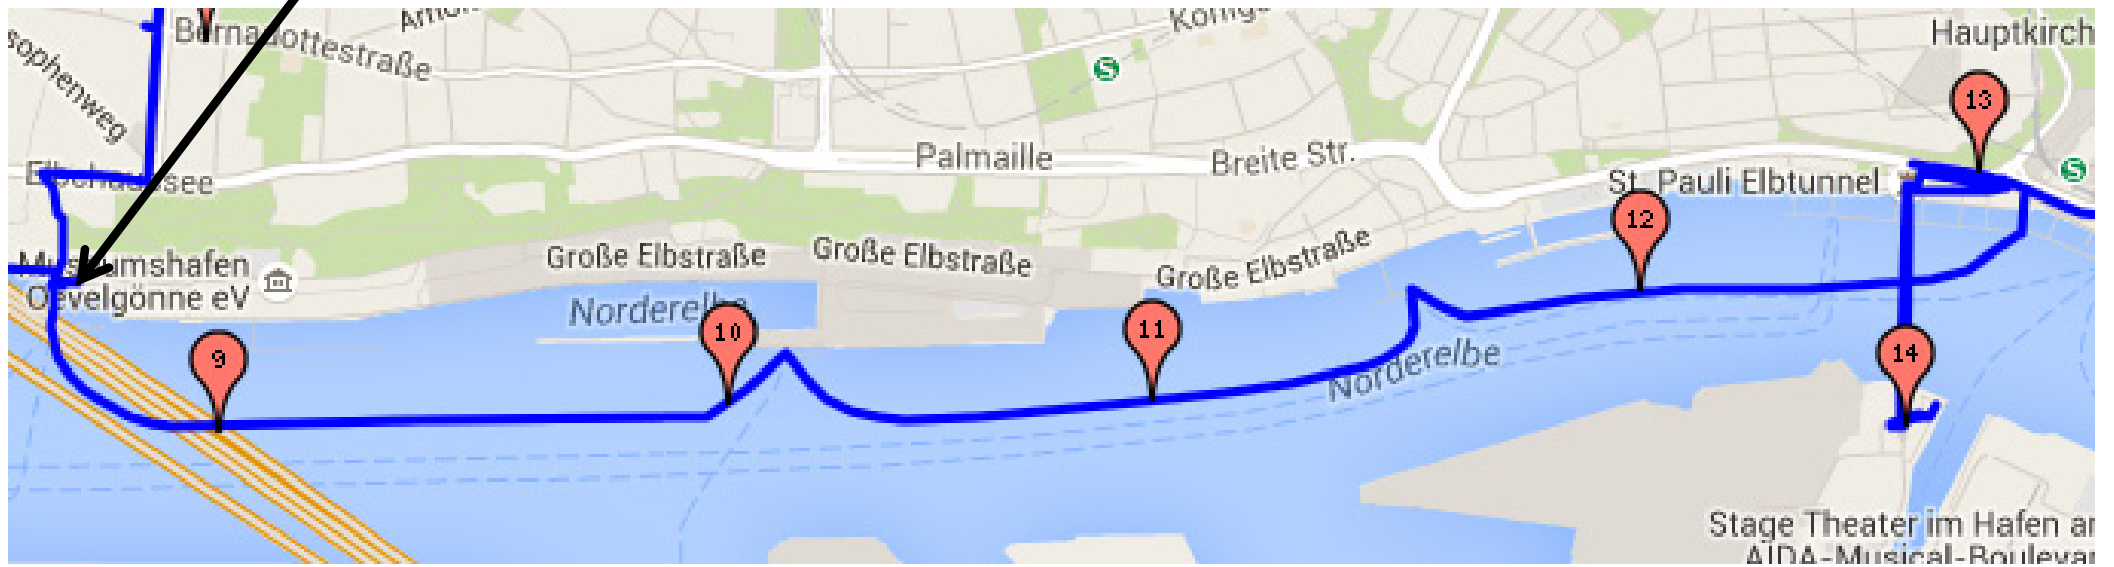 Königs
Hauptkirch
Bernadottestraße
sophenweg
S
13
Palmaille
Breite Str.
S
Elbchaussee
St. Pauli Elbtunnel
12
Museumshafen
Oevelgönne eV
Große Elbstraße
Große Elbstraße
Große Elbstraße
Norderelbe
10
11
9
Norderelbe
14
Stage Theater im Hafen
AIDA-Musical-Boulevar